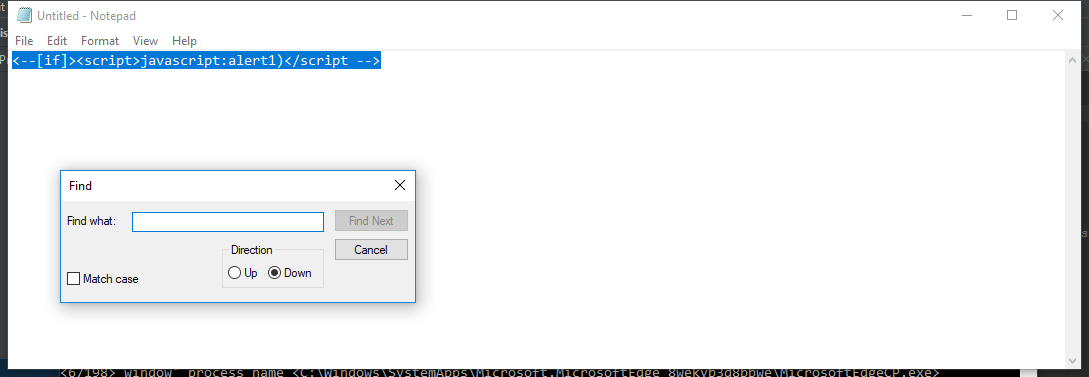 Untitled - Notepad
File Edit Format View Help
<--[if]><script>javascript:alert1)</script -->
Find
Find what:
Find Next
Direction
Cancel
Up Down
Match case
<6/198> window' process name <C:\Windows\SystemApps\Microsoft.MicrosoftEdge_8wekyb3d8bbwe\MicrosoftEdgeCP.exe>